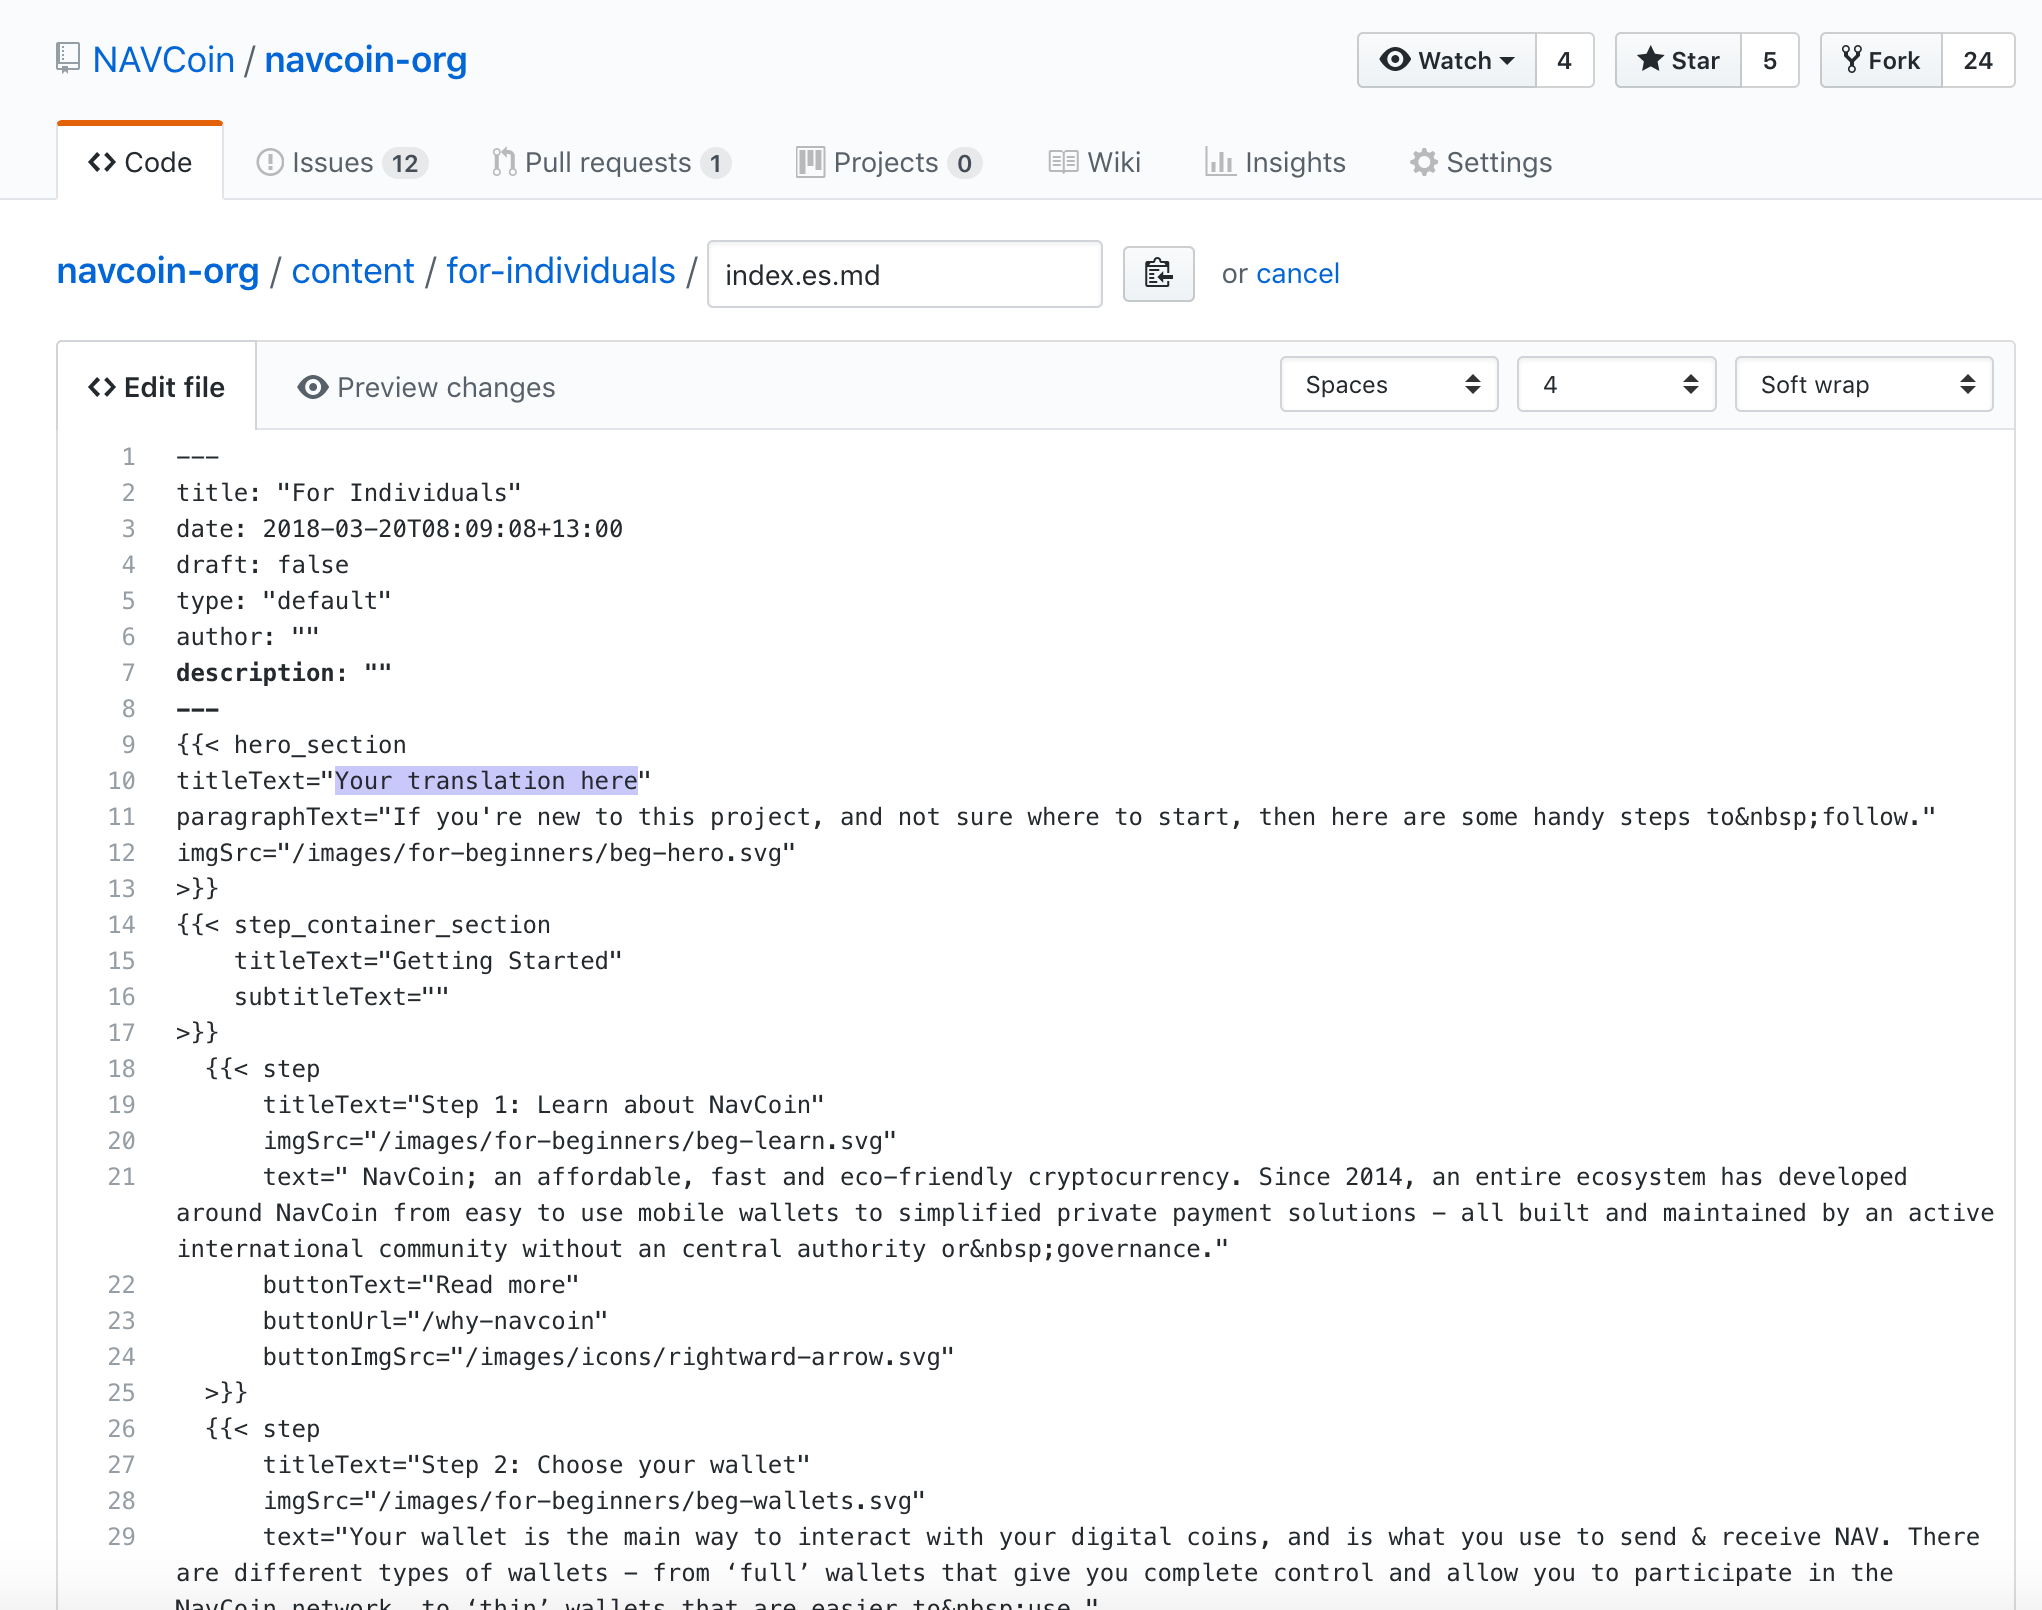 NAVCoin / navcoin-org
Watch 4 Star 5 Fork 24
Code Issues 12 Pull requests 1 Projects 0 Wiki Insights Settings
navcoin-org / content / for-individuals / index.es.md or cancel
Edit file Preview changes Spaces 4 Soft wrap
1 ---
2 title: "For Individuals"
3 date: 2018-03-20T08:09:08+13:00
4 draft: false
5 type: "default"
6 author: ""
7 description: ""
8 ---
9 {{< hero_section
10 titleText="Your translation here"
11 paragraphText="If you're new to this project, and not sure where to start, then here are some handy steps to&nbsp;follow."
12 imgSrc="/images/for-beginners/beg-hero.svg"
13 >}}
14 {{< step_container_section
15 titleText="Getting Started"
16 subtitleText=""
17 >}}
18 {{< step
19 titleText="Step 1: Learn about NavCoin"
20 imgSrc="/images/for-beginners/beg-learn.svg"
21 text=" NavCoin; an affordable, fast and eco-friendly cryptocurrency. Since 2014, an entire ecosystem has developed
around NavCoin from easy to use mobile wallets to simplified private payment solutions - all built and maintained by an active
international community without an central authority or&nbsp;governance."
22 buttonText="Read more"
23 buttonUrl="/why-navcoin"
24 buttonImgSrc="/images/icons/rightward-arrow.svg"
25 >}}
26 {{< step
27 titleText="Step 2: Choose your wallet"
28 imgSrc="/images/for-beginners/beg-wallets.svg"
29 text="Your wallet is the main way to interact with your digital coins, and is what you use to send & receive NAV. There
are different types of wallets - from ‘full’ wallets that give you complete control and allow you to participate in the
NavCoin network, to ‘thin’ wallets that are easier to&nbsp;use."